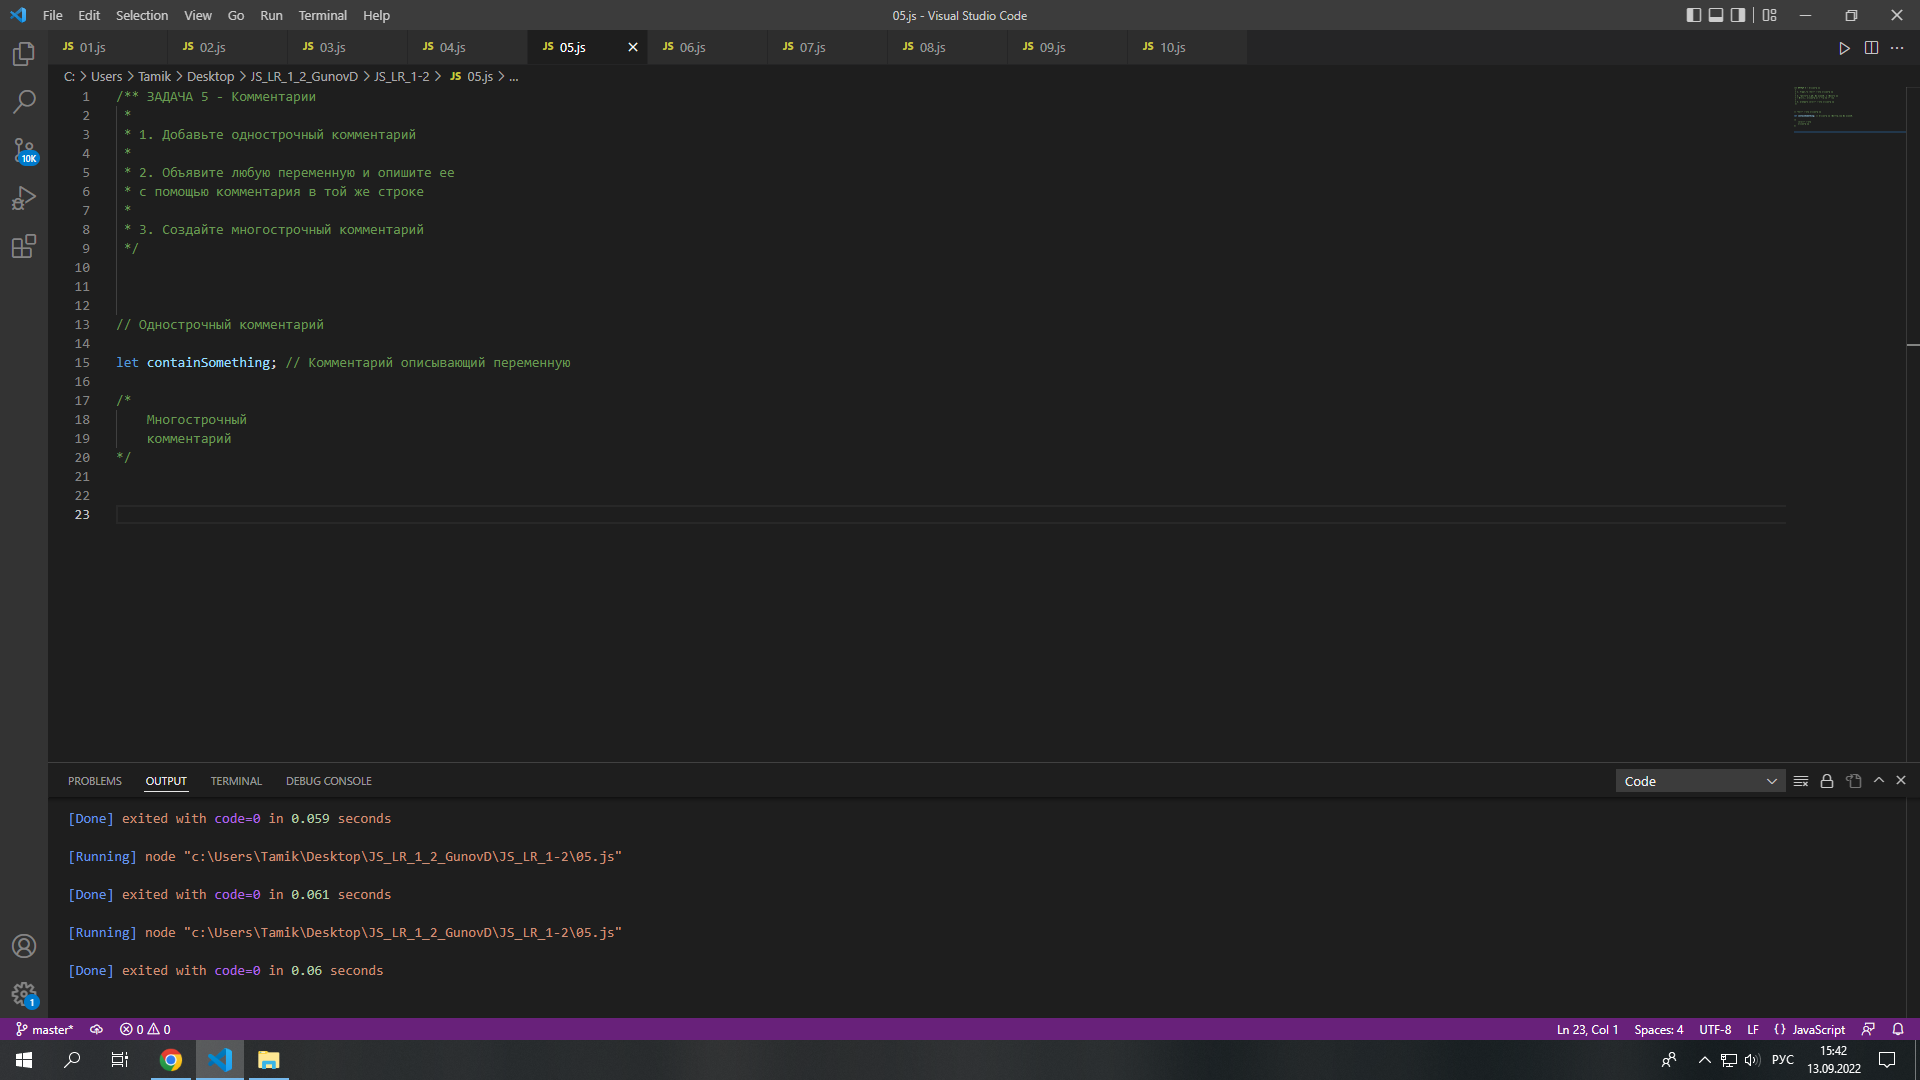 File Edit Selection View Go Run Terminal Help
05.js - Visual Studio Code
JS 01.js JS 02.js JS 03.js JS 04.js JS 05.js JS 06.js JS 07.js JS 08.js JS 09.js JS 10.js
C: > Users > Tamik > Desktop > JS_LR_1_2_GunovD > JS_LR_1-2 > JS 05.js > ...
1 /** ЗАДАЧА 5 - Комментарии
2 *
3 * 1. Добавьте однострочный комментарий
4 *
5 * 2. Объявите любую переменную и опишите ее
6 * с помощью комментария в той же строке
7 *
8 * 3. Создайте многострочный комментарий
9 */
10
11
12
13 // Однострочный комментарий
14
15 let containSomething; // Комментарий описывающий переменную
16
17 /*
18 Многострочный
19 комментарий
20 */
21
22
23
10K
PROBLEMS OUTPUT TERMINAL DEBUG CONSOLE
Code
[Done] exited with code=0 in 0.059 seconds
[Running] node "c:\Users\Tamik\Desktop\JS_LR_1_2_GunovD\JS_LR_1-2\05.js"
[Done] exited with code=0 in 0.061 seconds
[Running] node "c:\Users\Tamik\Desktop\JS_LR_1_2_GunovD\JS_LR_1-2\05.js"
[Done] exited with code=0 in 0.06 seconds
1
master* 0 0
Ln 23, Col 1 Spaces: 4 UTF-8 LF {} JavaScript
РУС
15:42
13.09.2022